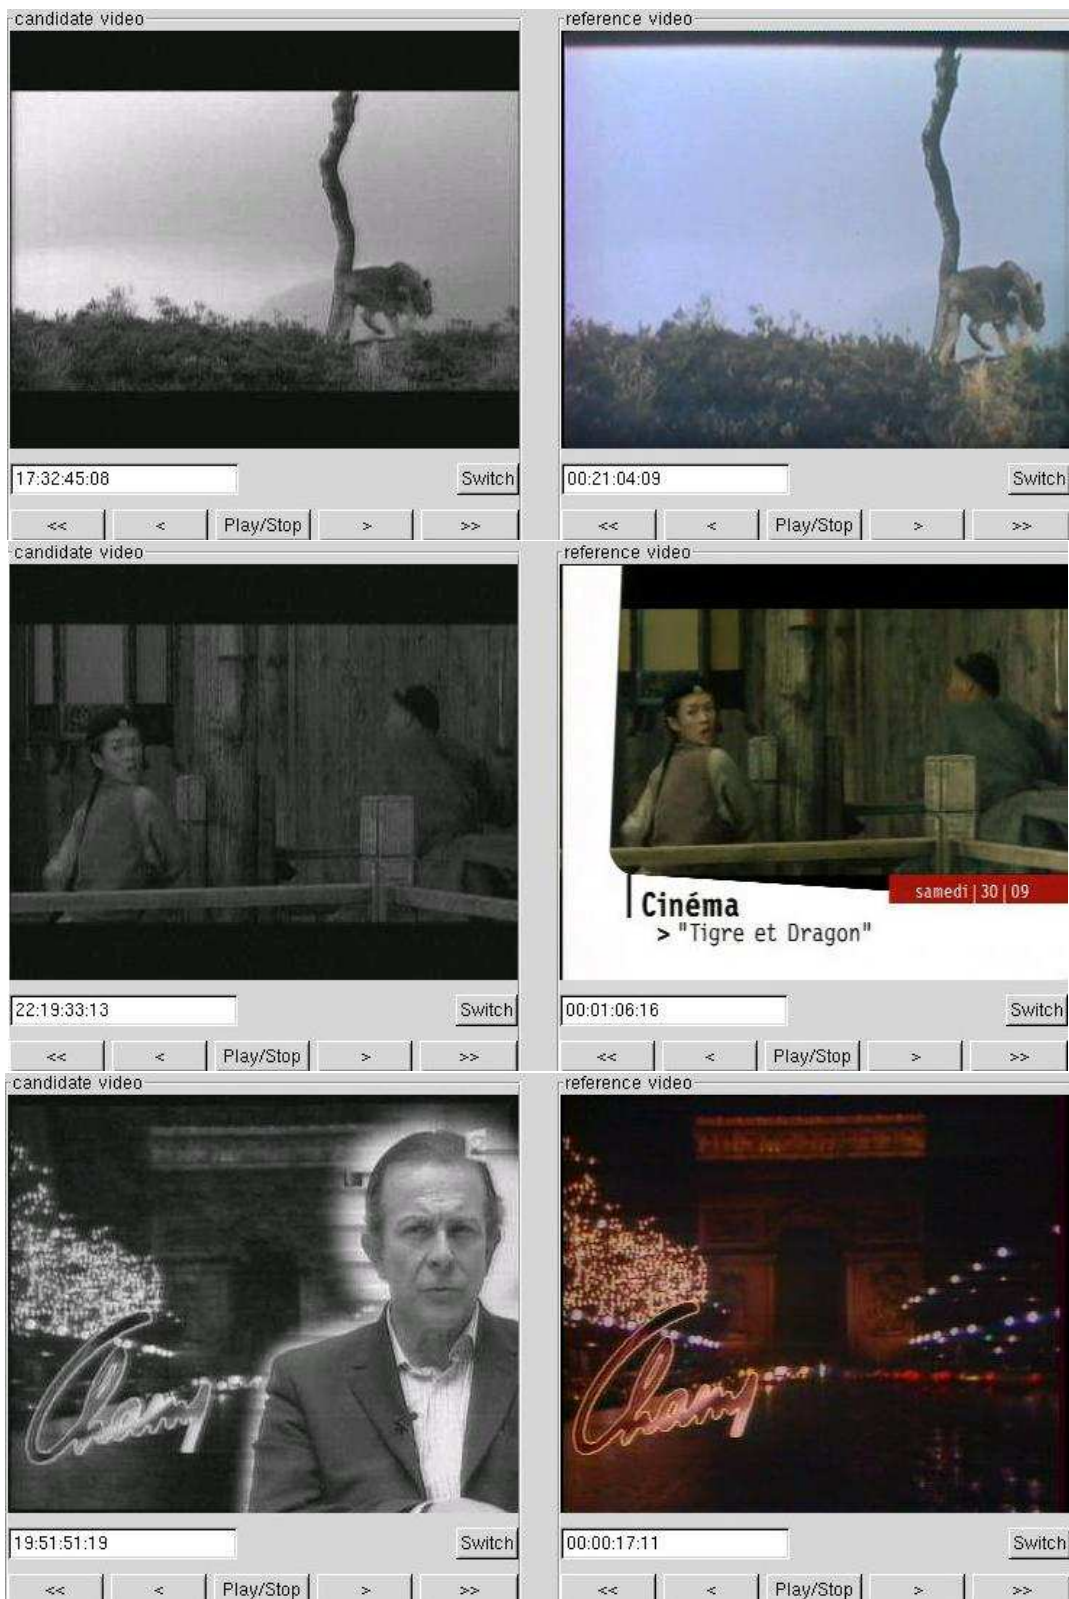 candidate video
reference video
17:32:45:08
Switch
00:21:04:09
Switch
<<
<
Play/Stop
>
>>
<<
<
Play/Stop
>
>>
candidate video
reference video
samedi | 30 | 09
Cinéma
> "Tigre et Dragon"
22:19:33:13
Switch
00:01:06:16
Switch
<<
<
Play/Stop
>
>>
<<
<
Play/Stop
>
>>
candidate video
reference video
Champ
Champ
19:51:51:19
Switch
00:00:17:11
Switch
<<
<
Play/Stop
>
>>
<<
<
Play/Stop
>
>>